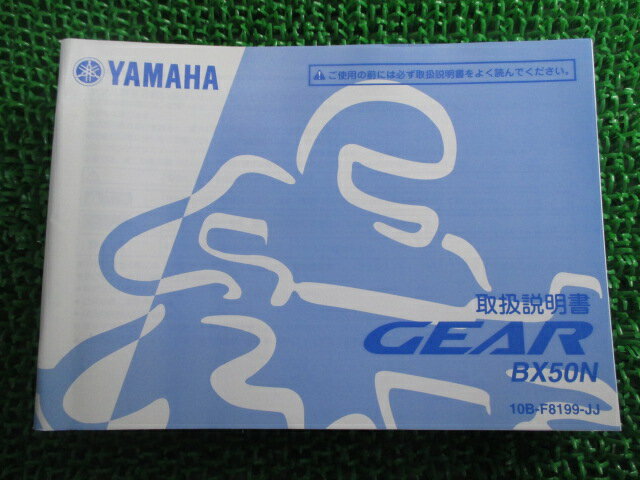 YAMAHA
⚠ご使用の前には必ず取扱説明書をよく読んでください。
取扱説明書
GEAR
BX50N
10B-F8199-JJ